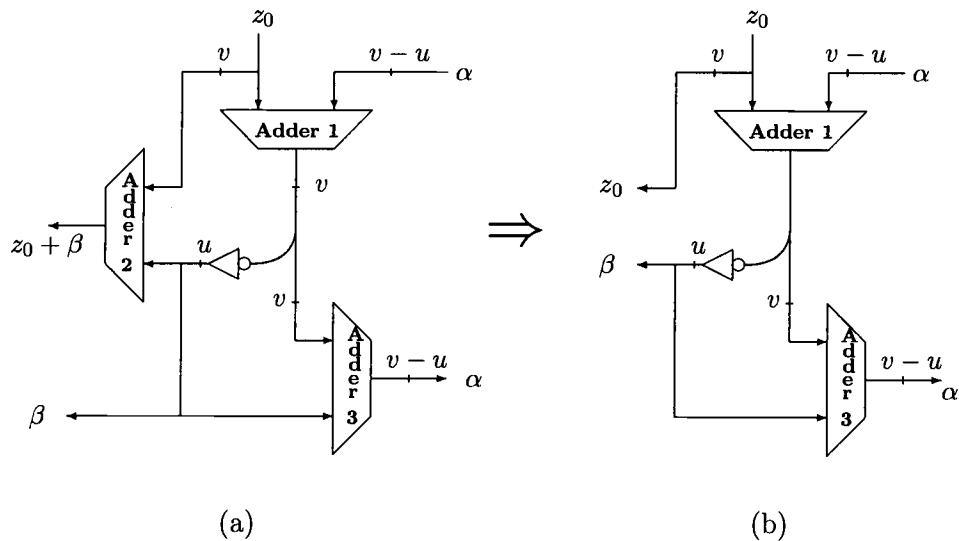 z₀
v
v − u
α
Adder 1
v
Adder 2
z₀ + β
u
v
Adder 3
v − u
α
β
(a)
⇒
z₀
v
v − u
α
Adder 1
z₀
u
β
v
Adder 3
v − u
α
(b)